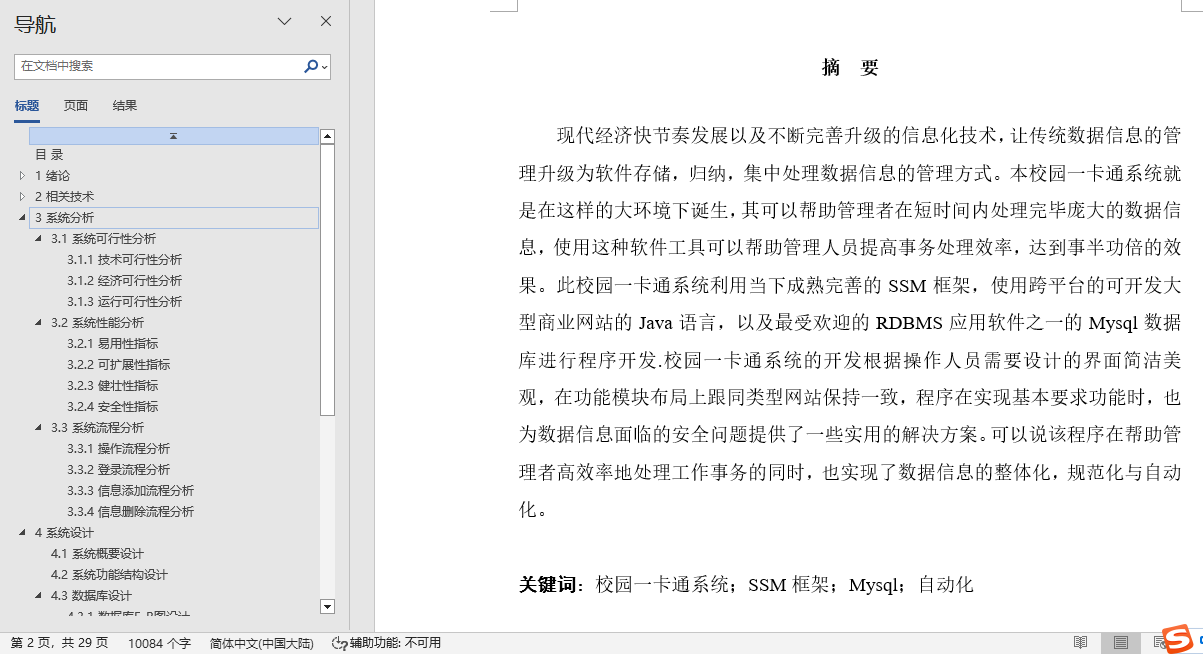 导航
在文档中搜索
标题 页面 结果
目 录
1 绪论
2 相关技术
3 系统分析
3.1 系统可行性分析
3.1.1 技术可行性分析
3.1.2 经济可行性分析
3.1.3 运行可行性分析
3.2 系统性能分析
3.2.1 易用性指标
3.2.2 可扩展性指标
3.2.3 健壮性指标
3.2.4 安全性指标
3.3 系统流程分析
3.3.1 操作流程分析
3.3.2 登录流程分析
3.3.3 信息添加流程分析
3.3.4 信息删除流程分析
4 系统设计
4.1 系统概要设计
4.2 系统功能结构设计
4.3 数据库设计
4.3.1 数据库E-R图设计
摘 要
现代经济快节奏发展以及不断完善升级的信息化技术，让传统数据信息的管
理升级为软件存储，归纳，集中处理数据信息的管理方式。本校园一卡通系统就
是在这样的大环境下诞生，其可以帮助管理者在短时间内处理完毕庞大的数据信
息，使用这种软件工具可以帮助管理人员提高事务处理效率，达到事半功倍的效
果。此校园一卡通系统利用当下成熟完善的 SSM 框架，使用跨平台的可开发大
型商业网站的 Java 语言，以及最受欢迎的 RDBMS 应用软件之一的 Mysql 数据
库进行程序开发.校园一卡通系统的开发根据操作人员需要设计的界面简洁美
观，在功能模块布局上跟同类型网站保持一致，程序在实现基本要求功能时，也
为数据信息面临的安全问题提供了一些实用的解决方案。可以说该程序在帮助管
理者高效率地处理工作事务的同时，也实现了数据信息的整体化，规范化与自动
化。
关键词：校园一卡通系统；SSM 框架；Mysql；自动化
第 2 页，共 29 页 10084 个字 简体中文(中国大陆) 辅助功能: 不可用